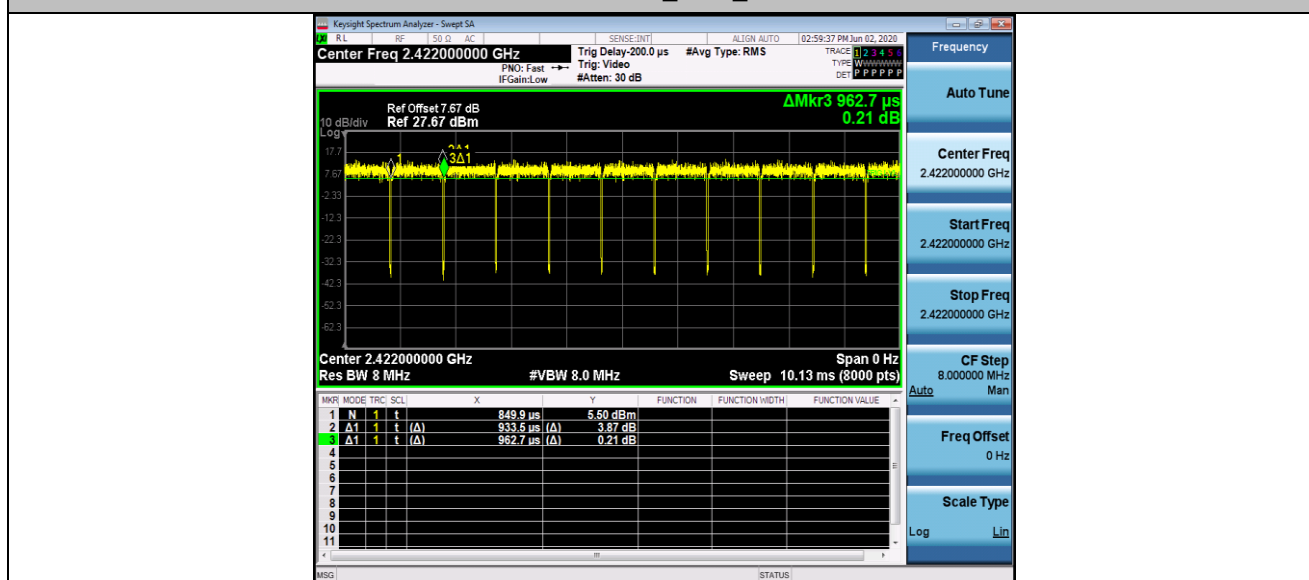 Keysight Spectrum Analyzer - Swept SA
RL RF 50 Ω AC SENSE:INT ALIGN AUTO 02:59:37 PM Jun 02, 2020
Center Freq 2.422000000 GHz
PNO: Fast
IFGain:Low
Trig Delay-200.0 µs #Avg Type: RMS
Trig: Video
#Atten: 30 dB
TRACE 1 2 3 4 5 6
TYPE WWWWWW
DET P P P P P P
Ref Offset 7.67 dB
10 dB/div Ref 27.67 dBm
Log
ΔMkr3 962.7 µs
0.21 dB
17.7
7.67
-2.33
-12.3
-22.3
-32.3
-42.3
-52.3
-62.3
1
3Δ1
Center 2.422000000 GHz Span 0 Hz
Res BW 8 MHz #VBW 8.0 MHz Sweep 10.13 ms (8000 pts)
MKR MODE TRC SCL X Y FUNCTION FUNCTION WIDTH FUNCTION VALUE
1 N 1 t 849.9 µs 5.50 dBm
2 Δ1 1 t (Δ) 933.5 µs (Δ) 3.87 dB
3 Δ1 1 t (Δ) 962.7 µs (Δ) 0.21 dB
4
5
6
7
8
9
10
11
MSG STATUS
Frequency
Auto Tune
Center Freq
2.422000000 GHz
Start Freq
2.422000000 GHz
Stop Freq
2.422000000 GHz
CF Step
8.000000 MHz
Auto Man
Freq Offset
0 Hz
Scale Type
Log Lin